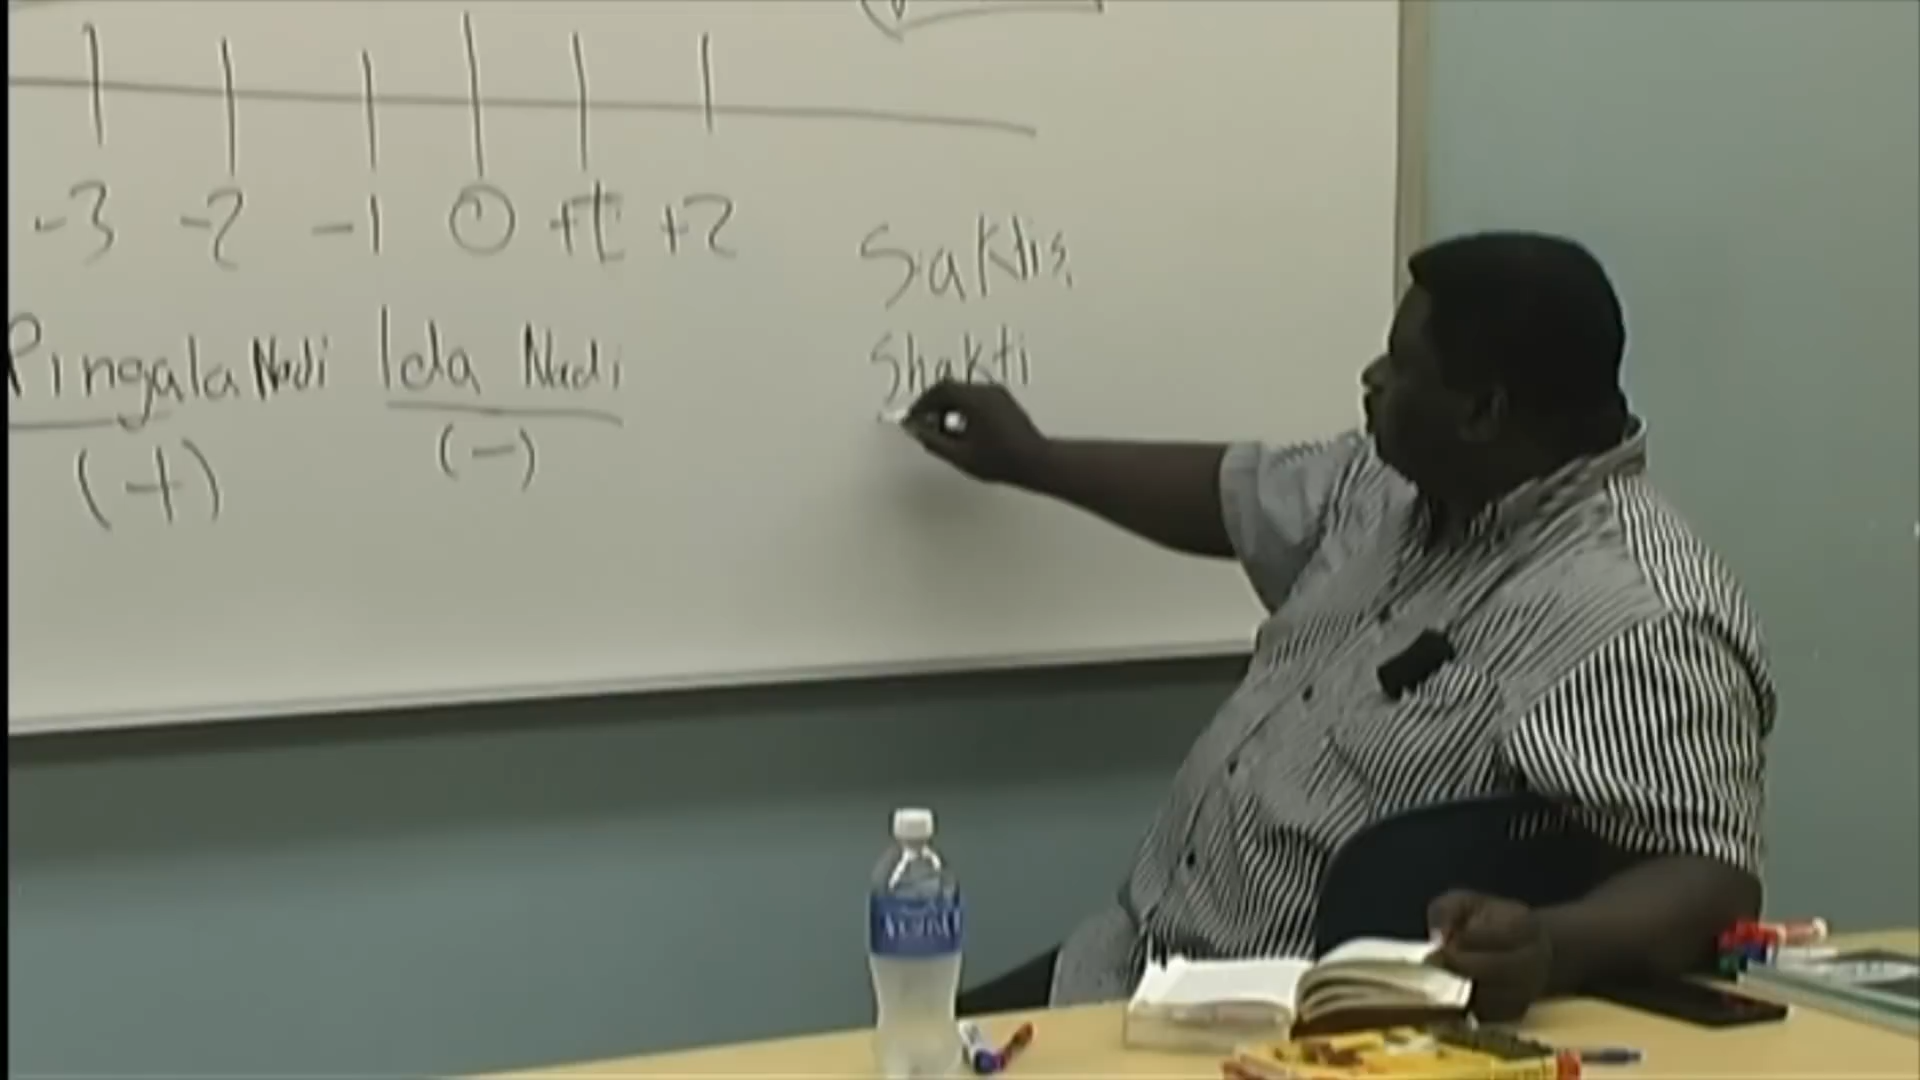 -3 -2 -1 0 +1 +2
Saktis
Pingala Nadi Ida Nadi
Shakti
(+) (-)